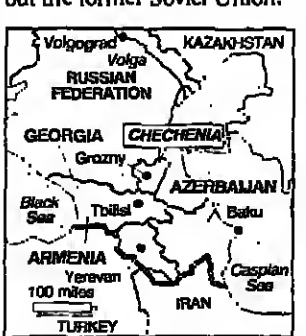 out the former Soviet Union.
Volgograd
KAZAKHSTAN
Volga
RUSSIAN
FEDERATION
GEORGIA
CHECHENIA
Grozny
AZERBAIJAN
Black
Sea
Tbilisi
Baku
ARMENIA
Yerevan
Caspian
Sea
100 miles
IRAN
TURKEY